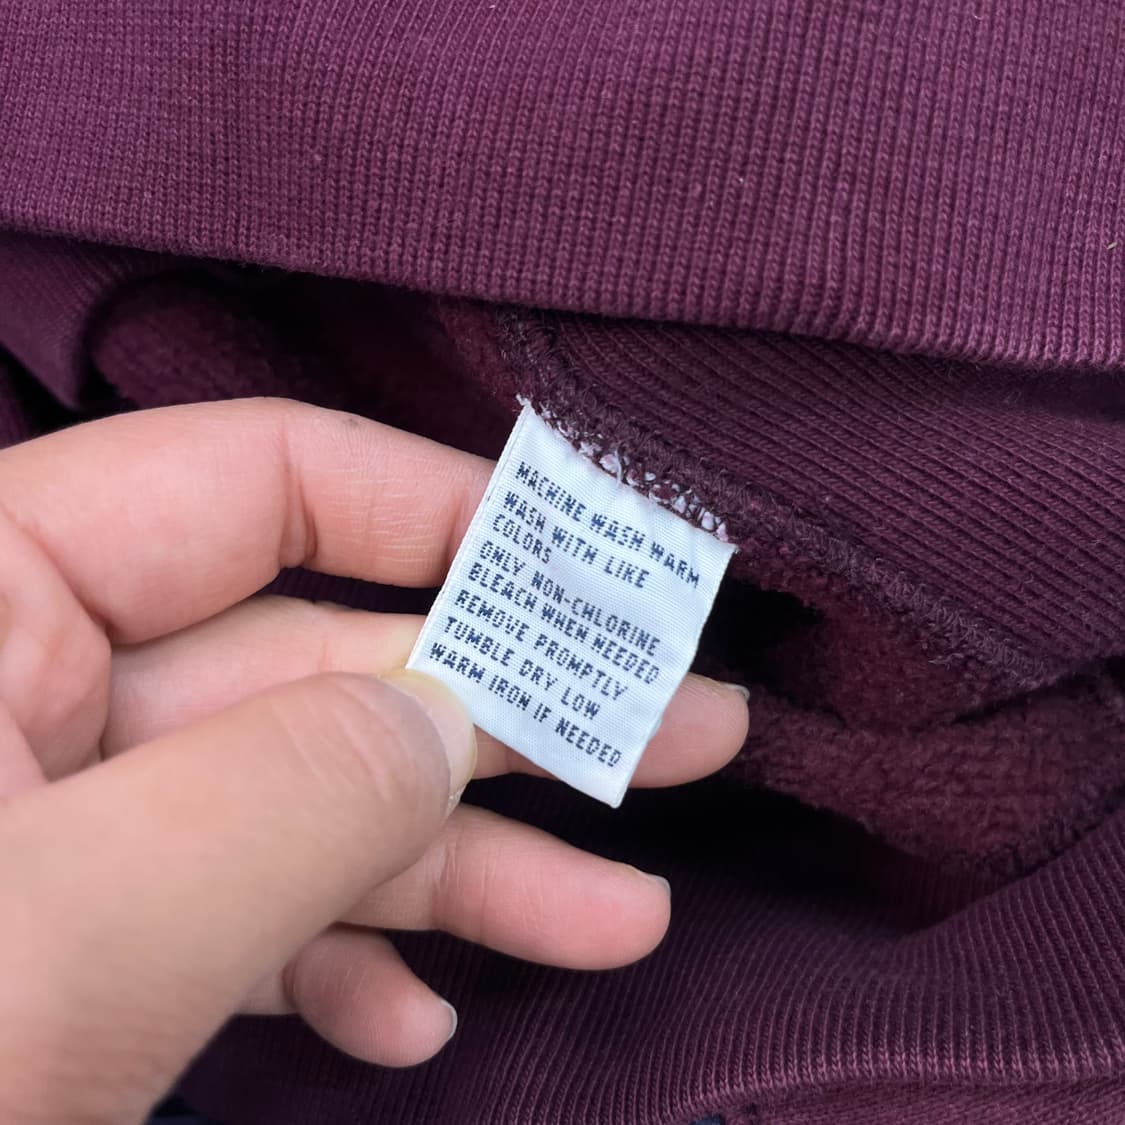 MACHINE WASH WARM
WASH WITH LIKE
COLORS
ONLY NON-CHLORINE
BLEACH WHEN NEEDED
REMOVE PROMPTLY
TUMBLE DRY LOW
WARM IRON IF NEEDED